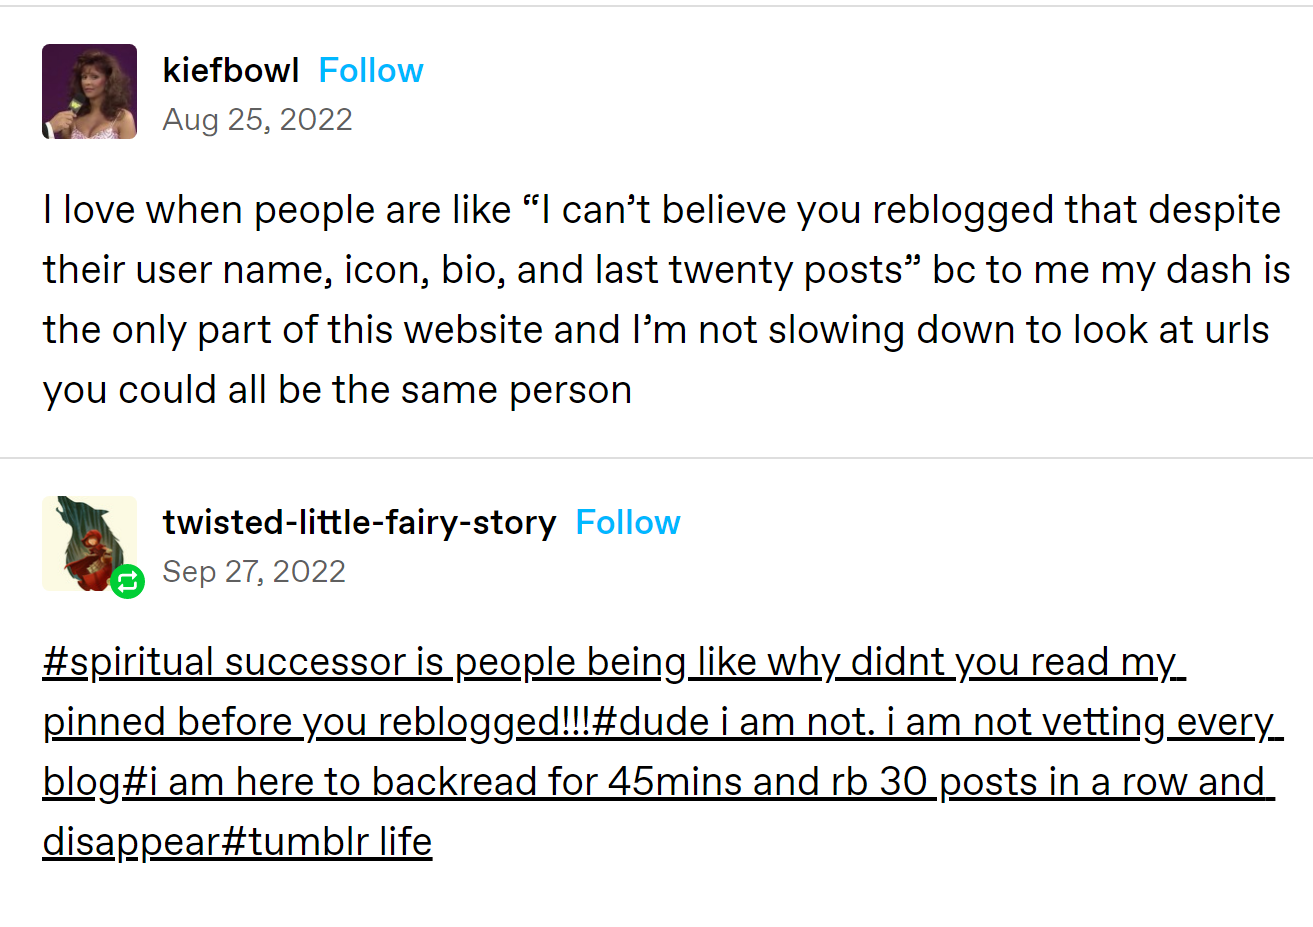 kiefbowl Follow
Aug 25, 2022
I love when people are like “I can’t believe you reblogged that despite
their user name, icon, bio, and last twenty posts” bc to me my dash is
the only part of this website and I’m not slowing down to look at urls
you could all be the same person
twisted-little-fairy-story Follow
Sep 27, 2022
#spiritual successor is people being like why didnt you read my
pinned before you reblogged!!!#dude i am not. i am not vetting every
blog#i am here to backread for 45mins and rb 30 posts in a row and
disappear#tumblr life